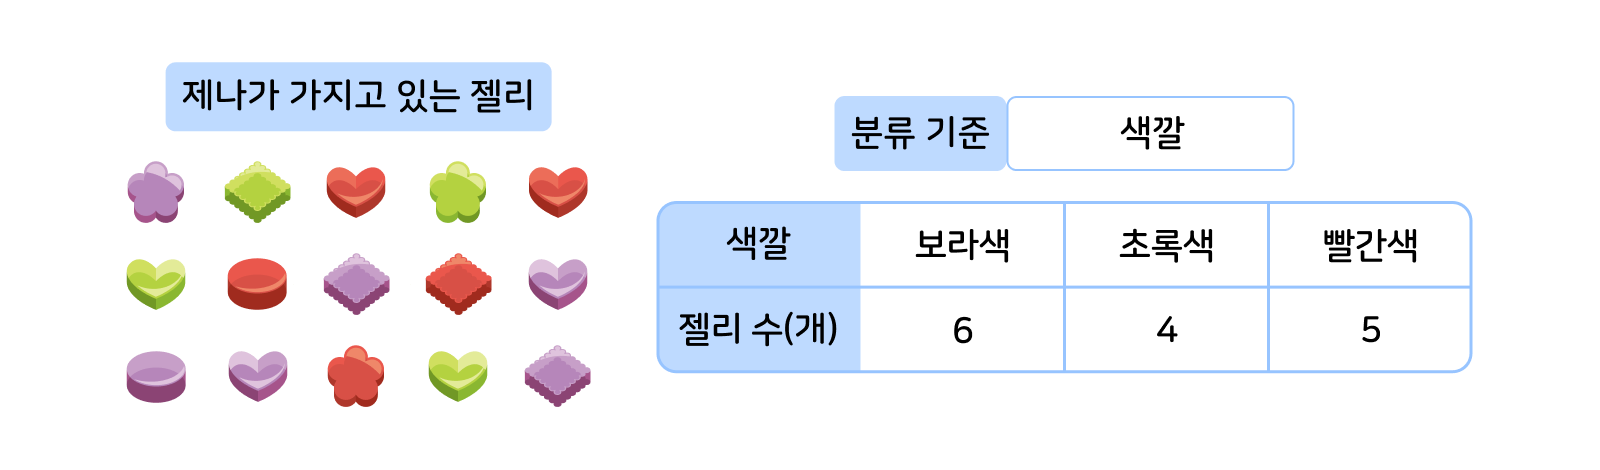 제나가 가지고 있는 젤리
분류 기준 색깔
색깔 보라색 초록색 빨간색
젤리 수(개) 6 4 5